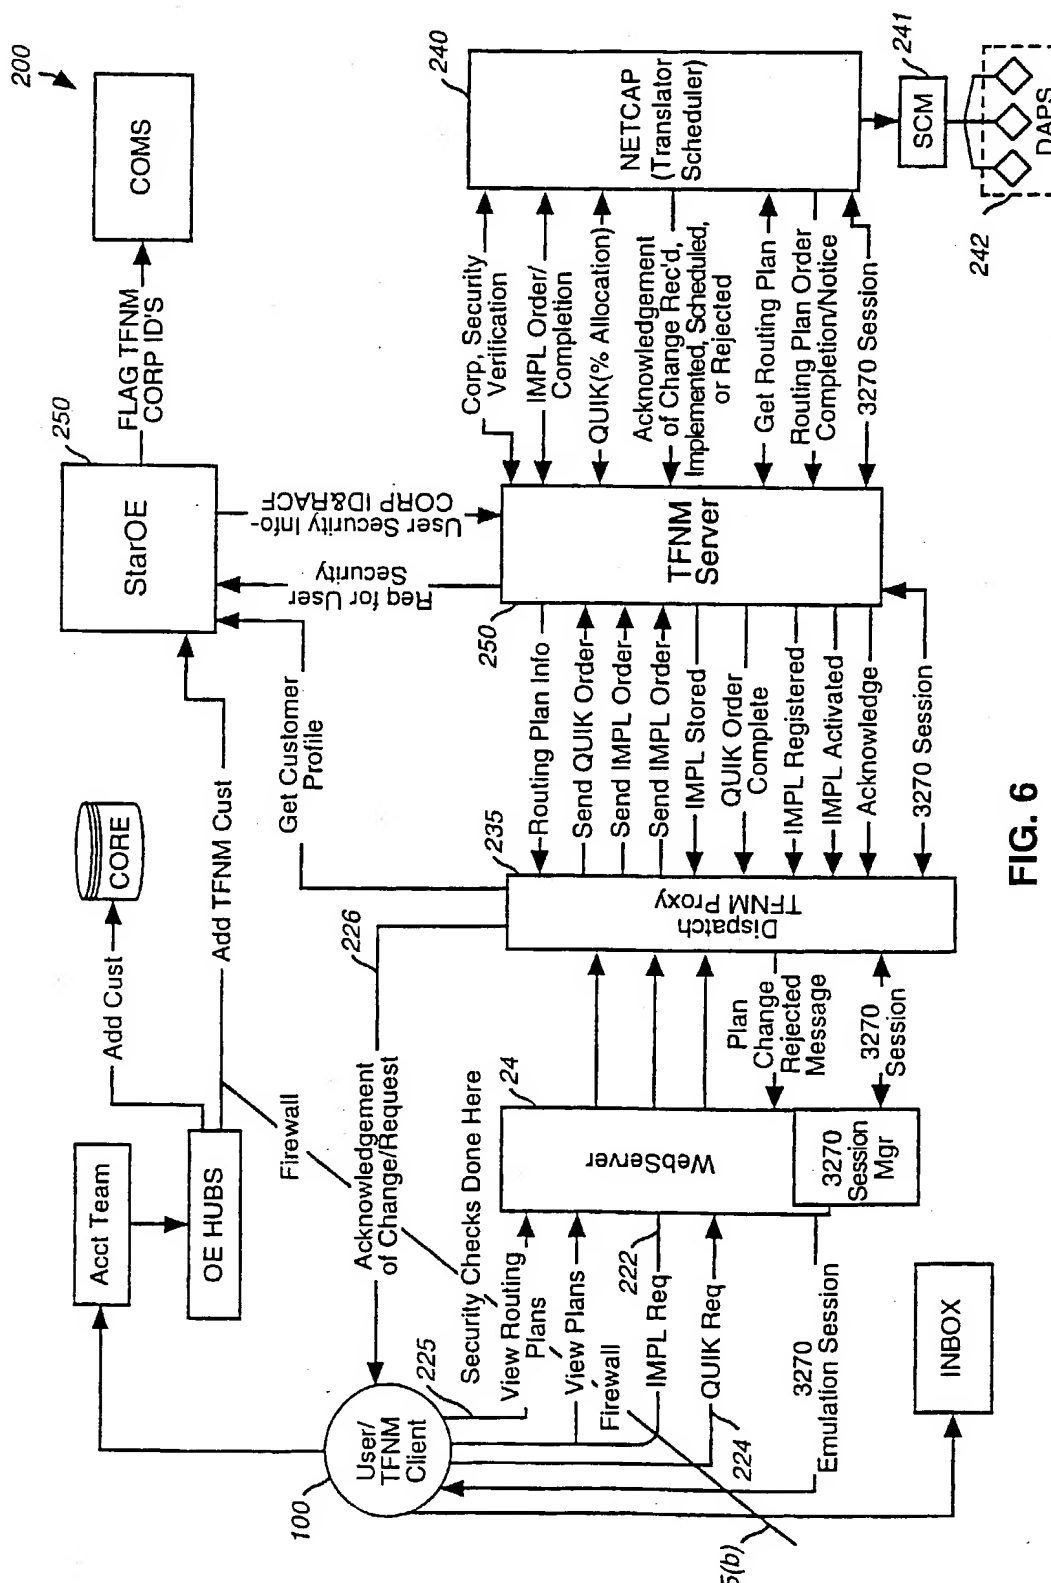 200
COMS
FLAG TFNM
CORP ID'S
250
StarOE
User Security Info-
CORP ID&RACF
Req for User
Security
CORE
Add Cust
Add TFNM Cust
Get Customer
Profile
Acct Team
OE HUBS
Firewall
226
Acknowledgement
of Change/Request
Security Checks Done Here
User/
TFNM
Client
100
225
View Routing
Plans
View Plans
Firewall
222
IMPL Req
QUIK Req
224
3270
Emulation Session
5(b)
INBOX
24
WebServer
3270
Session
Mgr
Plan
Change
Rejected
Message
3270
Session
235
Dispatch
TFNM Proxy
Routing Plan Info
Send QUIK Order
Send IMPL Order
Send IMPL Order
IMPL Stored
QUIK Order
Complete
IMPL Registered
IMPL Activated
Acknowledge
3270 Session
250
TFNM
Server
Corp, Security
Verification
IMPL Order/
Completion
QUIK(% Allocation)
Acknowledgement
of Change Rec'd,
Implemented, Scheduled,
or Rejected
Get Routing Plan
Routing Plan Order
Completion/Notice
3270 Session
240
NETCAP
(Translator
Scheduler)
241
SCM
242
DAPS
FIG. 6